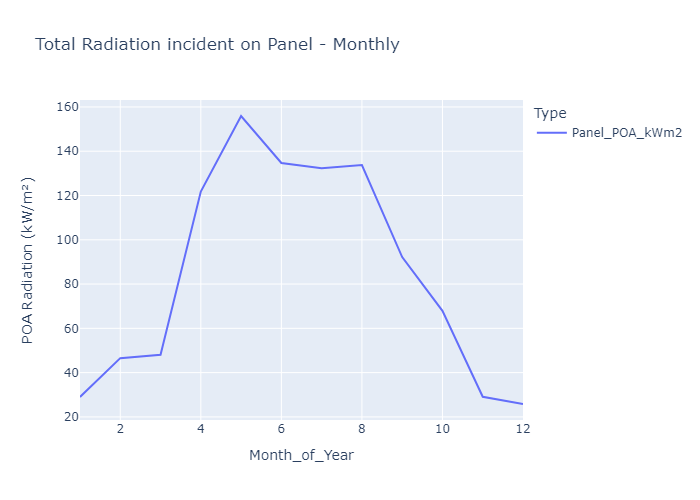 Total Radiation incident on Panel - Monthly
Type
Panel_POA_kWm2
POA Radiation (kW/m²)
160
140
120
100
80
60
40
20
2 4 6 8 10 12
Month_of_Year